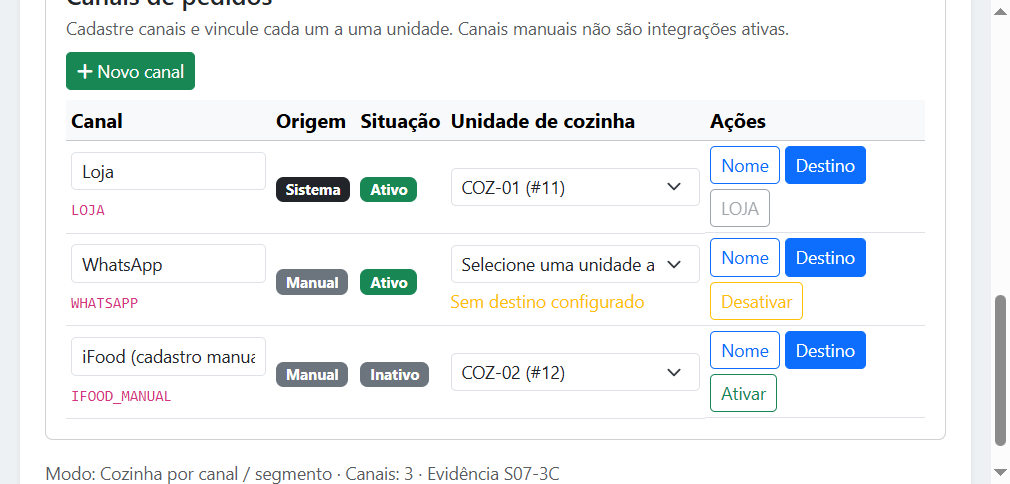 Canais de pedidos
Cadastre canais e vincule cada um a uma unidade. Canais manuais não são integrações ativas.
+ Novo canal
Canal Origem Situação Unidade de cozinha Ações
Loja
LOJA
Sistema
Ativo
COZ-01 (#11)
Nome Destino
LOJA
WhatsApp
WHATSAPP
Manual
Ativo
Selecione uma unidade a
Sem destino configurado
Nome Destino
Desativar
iFood (cadastro manua
IFOOD_MANUAL
Manual
Inativo
COZ-02 (#12)
Nome Destino
Ativar
Modo: Cozinha por canal / segmento · Canais: 3 · Evidência S07-3C